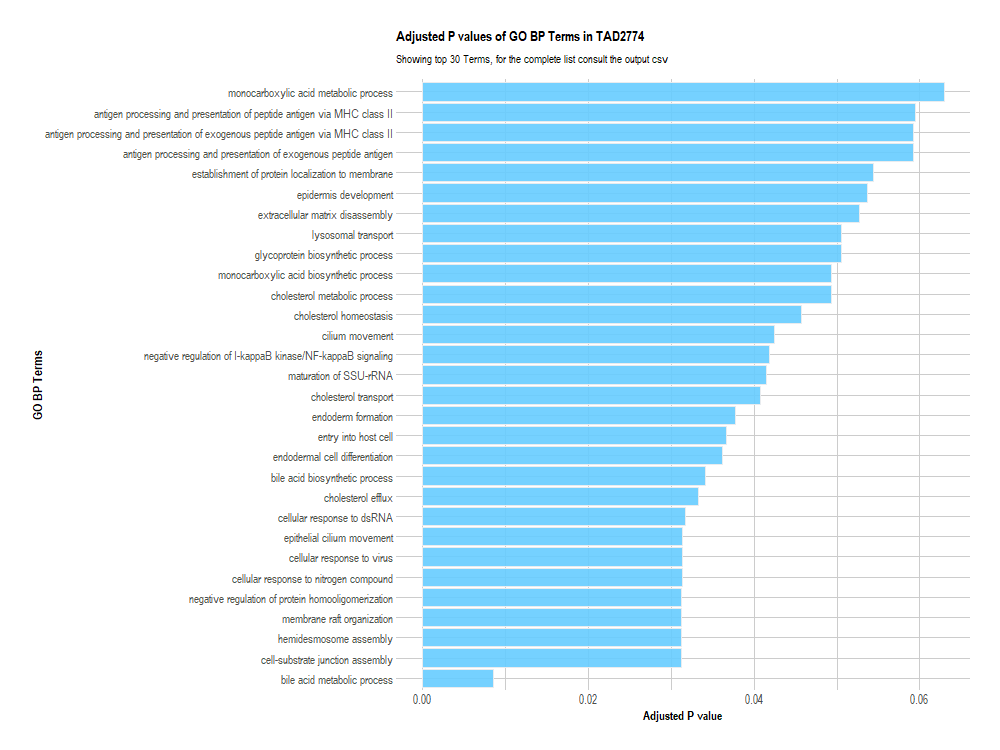 Adjusted P values of GO BP Terms in TAD2774
Showing top 30 Terms, for the complete list consult the output csv
monocarboxylic acid metabolic process
antigen processing and presentation of peptide antigen via MHC class II
antigen processing and presentation of exogenous peptide antigen via MHC class II
antigen processing and presentation of exogenous peptide antigen
establishment of protein localization to membrane
epidermis development
extracellular matrix disassembly
lysosomal transport
glycoprotein biosynthetic process
monocarboxylic acid biosynthetic process
cholesterol metabolic process
cholesterol homeostasis
cilium movement
negative regulation of I-kappaB kinase/NF-kappaB signaling
maturation of SSU-rRNA
cholesterol transport
endoderm formation
entry into host cell
endodermal cell differentiation
bile acid biosynthetic process
cholesterol efflux
cellular response to dsRNA
epithelial cilium movement
cellular response to virus
cellular response to nitrogen compound
negative regulation of protein homooligomerization
membrane raft organization
hemidesmosome assembly
cell-substrate junction assembly
bile acid metabolic process
GO BP Terms
0.00 0.02 0.04 0.06
Adjusted P value